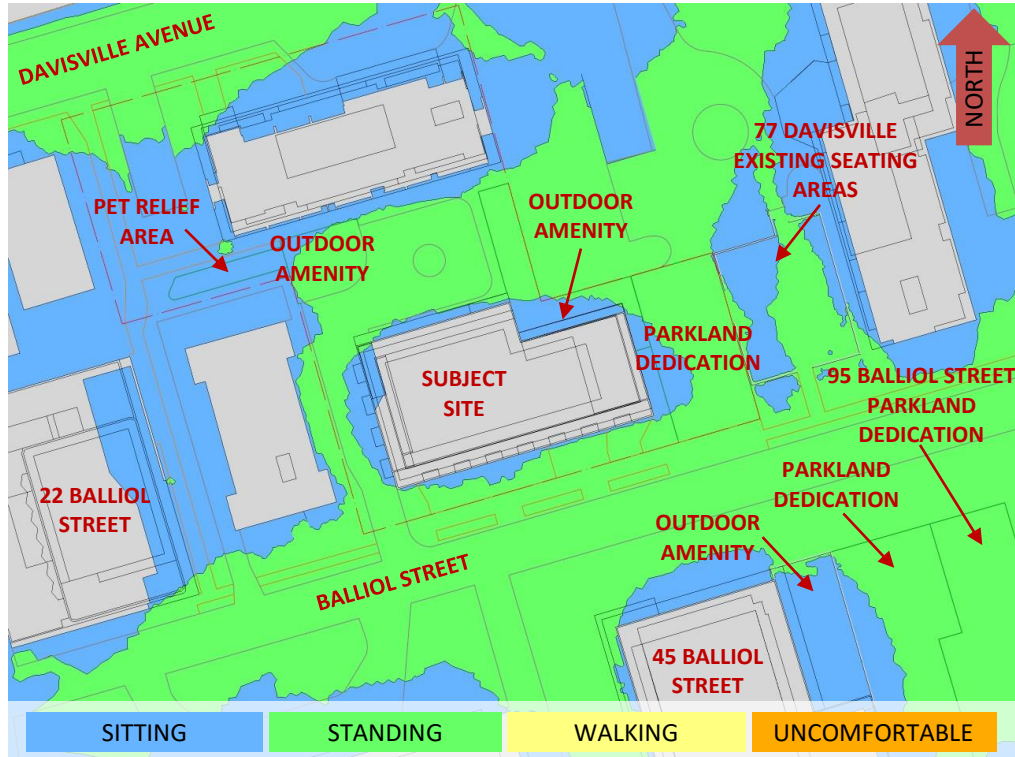 DAVISVILLE AVENUE
NORTH
77 DAVISVILLE
EXISTING SEATING
AREAS
PET RELIEF
AREA
OUTDOOR
AMENITY
OUTDOOR
AMENITY
PARKLAND
DEDICATION
SUBJECT
SITE
95 BALLIOL STREET
PARKLAND
DEDICATION
PARKLAND
DEDICATION
22 BALLIOL
STREET
OUTDOOR
AMENITY
BALLIOL STREET
45 BALLIOL
STREET
SITTING
STANDING
WALKING
UNCOMFORTABLE